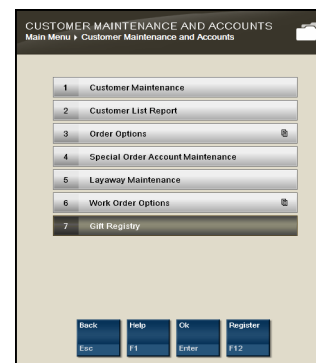 CUSTOMER MAINTENANCE AND ACCOUNTS
Main Menu ▸ Customer Maintenance and Accounts
1 Customer Maintenance
2 Customer List Report
3 Order Options
4 Special Order Account Maintenance
5 Layaway Maintenance
6 Work Order Options
7 Gift Registry
Back Help Ok Register
Esc F1 Enter F12